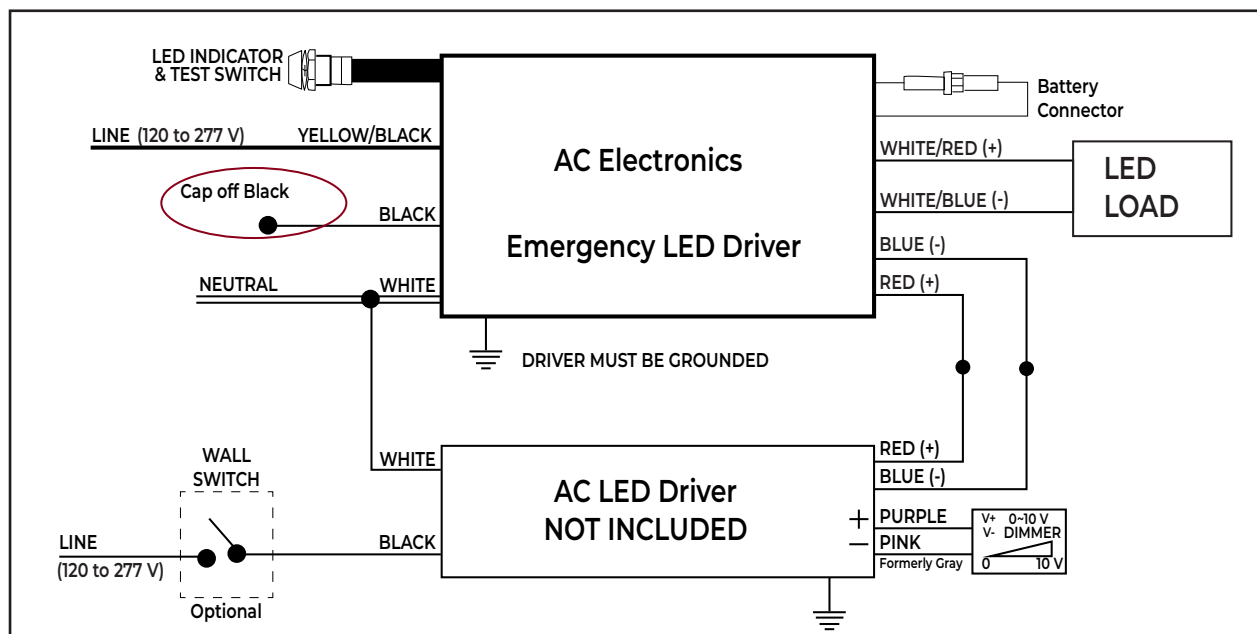 LED INDICATOR
& TEST SWITCH
Battery
Connector
LINE (120 to 277 V)
YELLOW/BLACK
AC Electronics
Emergency LED Driver
WHITE/RED (+)
LED
LOAD
Cap off Black
BLACK
WHITE/BLUE (-)
BLUE (-)
NEUTRAL
WHITE
RED (+)
DRIVER MUST BE GROUNDED
WALL
SWITCH
WHITE
AC LED Driver
NOT INCLUDED
RED (+)
BLUE (-)
+ PURPLE
V+ 0~10 V
V- DIMMER
LINE
(120 to 277 V)
BLACK
− PINK
Formerly Gray
0 10 V
Optional